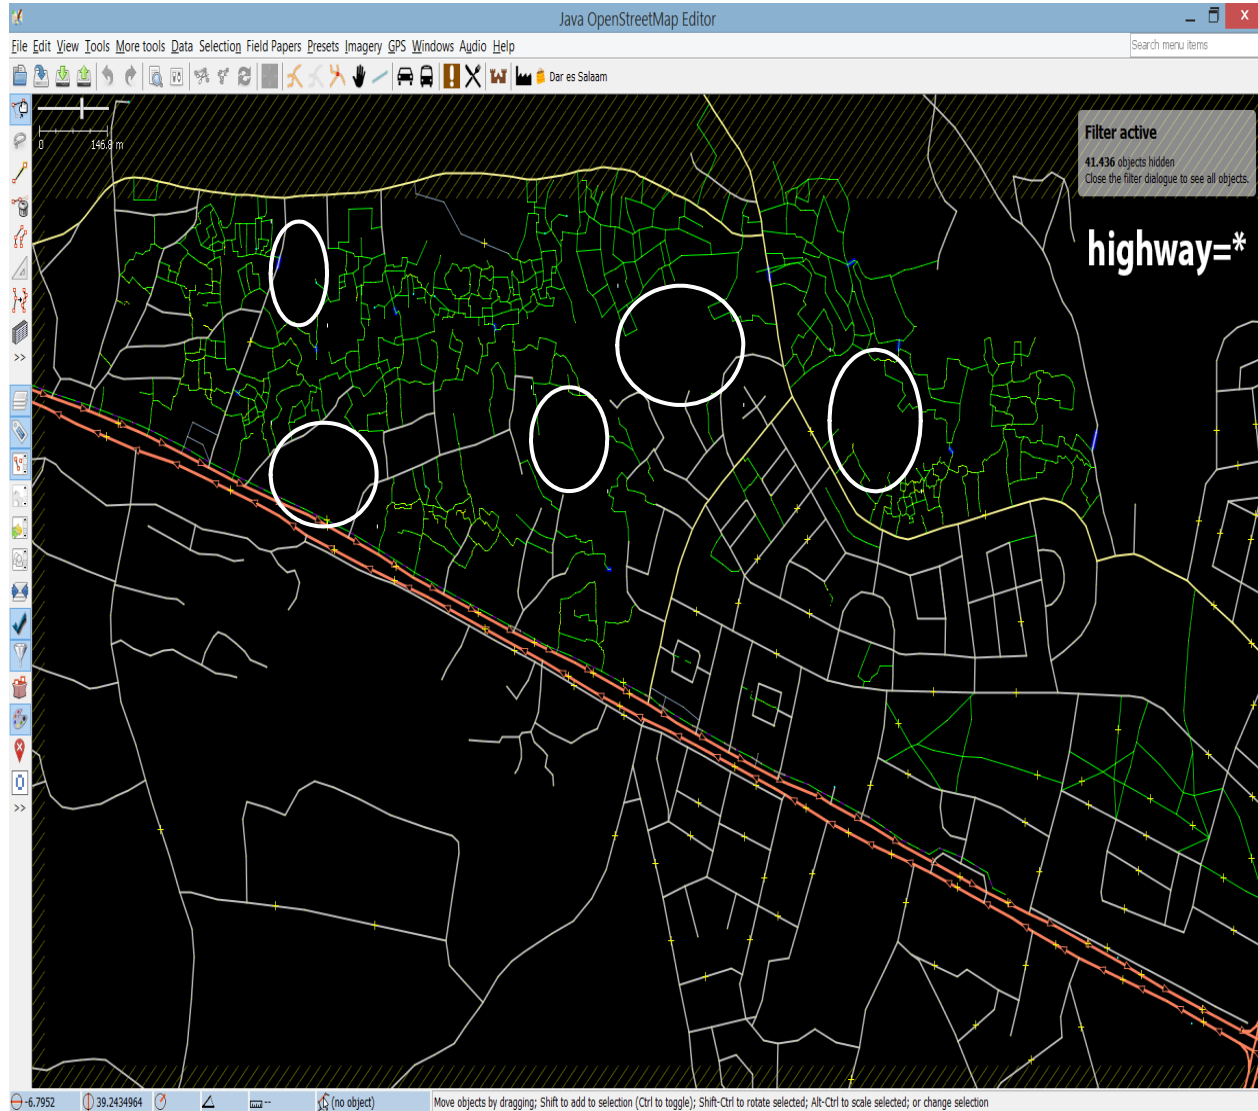 Java OpenStreetMap Editor
File Edit View Tools More tools Data Selection Field Papers Presets Imagery GPS Windows Audio Help
Search menu items
Dar es Salaam
0 146.8 m
Filter active
41.436 objects hidden
Close the filter dialogue to see all objects.
highway=*
>>
>>
-6.7952 39.2434964 -- (no object) Move objects by dragging; Shift to add to selection (Ctrl to toggle); Shift-Ctrl to rotate selected; Alt-Ctrl to scale selected; or change selection